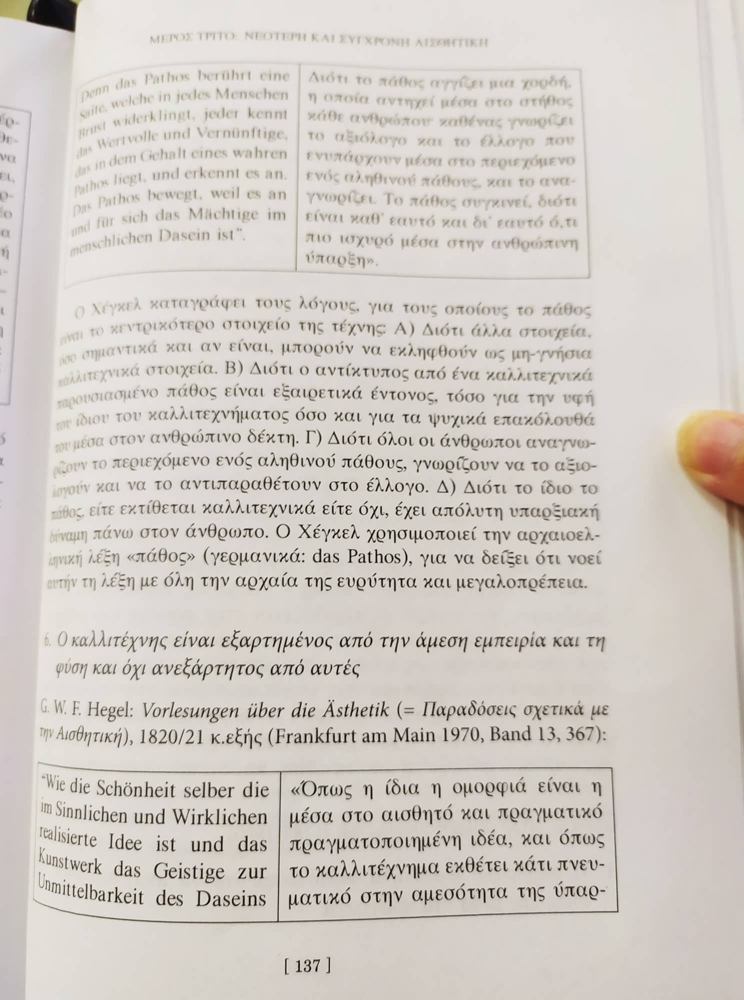 ΜΕΡΟΣ ΤΡΙΤΟ: ΝΕΟΤΕΡΗ ΚΑΙ ΣΥΓΧΡΟΝΗ ΑΙΣΘΗΤΙΚΗ
Denn das Pathos berührt eine
Saite, welche in jedes Menschen
Brust widerklingt, jeder kennt
das Wertvolle und Vernünftige,
das in dem Gehalt eines wahren
Pathos liegt, und erkennt es an.
Das Pathos bewegt, weil es an
und für sich das Mächtige im
menschlichen Dasein ist”.
Διότι το πάθος αγγίζει μια χορδή,
η οποία αντηχεί μέσα στο στήθος
κάθε ανθρώπου· καθένας γνωρίζει
το αξιόλογο και το έλλογο που
ενυπάρχουν μέσα στο περιεχόμενο
ενός αληθινού πάθους, και το ανα-
γνωρίζει. Το πάθος συγκινεί, διότι
είναι καθ’ εαυτό και δι’ εαυτό ό,τι
πιο ισχυρό μέσα στην ανθρώπινη
ύπαρξη».
Ο Χέγκελ καταγράφει τους λόγους, για τους οποίους το πάθος
είναι το κεντρικότερο στοιχείο της τέχνης: Α) Διότι άλλα στοιχεία,
όσο σημαντικά και αν είναι, μπορούν να εκληφθούν ως μη-γνήσια
καλλιτεχνικά στοιχεία. Β) Διότι ο αντίκτυπος από ένα καλλιτεχνικά
παρουσιασμένο πάθος είναι εξαιρετικά έντονος, τόσο για την υφή
του ίδιου του καλλιτεχνήματος όσο και για τα ψυχικά επακόλουθά
του μέσα στον ανθρώπινο δέκτη. Γ) Διότι όλοι οι άνθρωποι αναγνω-
ρίζουν το περιεχόμενο ενός αληθινού πάθους, γνωρίζουν να το αξιο-
λογούν και να το αντιπαραθέτουν στο έλλογο. Δ) Διότι το ίδιο το
πάθος, είτε εκτίθεται καλλιτεχνικά είτε όχι, έχει απόλυτη υπαρξιακή
δύναμη πάνω στον άνθρωπο. Ο Χέγκελ χρησιμοποιεί την αρχαιοελ-
ληνική λέξη «πάθος» (γερμανικά: das Pathos), για να δείξει ότι νοεί
αυτήν τη λέξη με όλη την αρχαία της ευρύτητα και μεγαλοπρέπεια.
6. Ο καλλιτέχνης είναι εξαρτημένος από την άμεση εμπειρία και τη
φύση και όχι ανεξάρτητος από αυτές
G. W. F. Hegel: Vorlesungen über die Ästhetik (= Παραδόσεις σχετικά με
την Αισθητική), 1820/21 κ.εξής (Frankfurt am Main 1970, Band 13, 367):
“Wie die Schönheit selber die
im Sinnlichen und Wirklichen
realisierte Idee ist und das
Kunstwerk das Geistige zur
Unmittelbarkeit des Daseins
«Όπως η ίδια η ομορφιά είναι η
μέσα στο αισθητό και πραγματικό
πραγματοποιημένη ιδέα, και όπως
το καλλιτέχνημα εκθέτει κάτι πνευ-
ματικό στην αμεσότητα της ύπαρ-
[ 137 ]